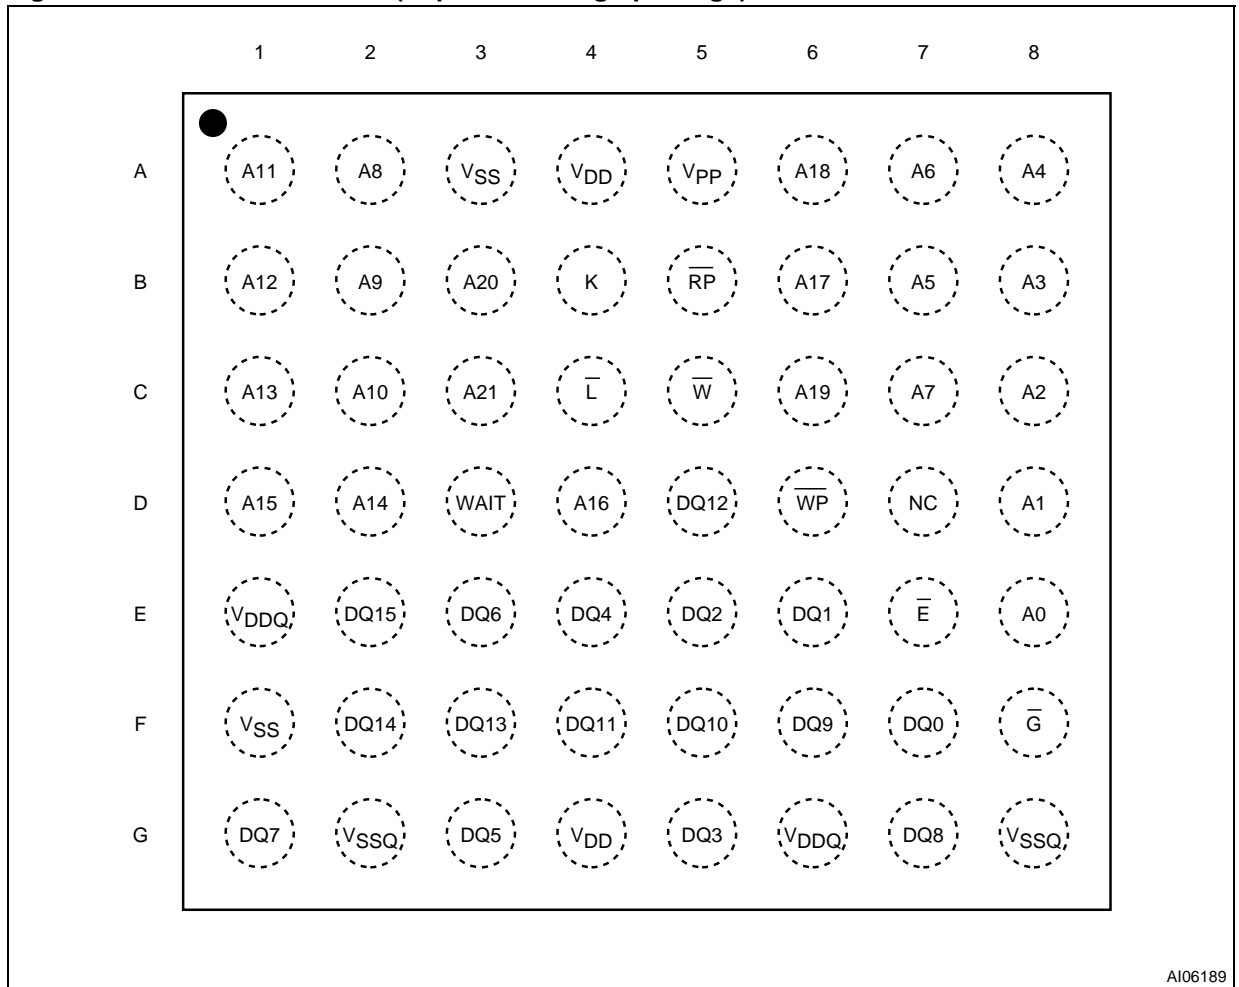 1 2 3 4 5 6 7 8
A A11 A8 VSS VDD VPP A18 A6 A4
B A12 A9 A20 K R̅P̅ A17 A5 A3
C A13 A10 A21 L̅ W̅ A19 A7 A2
D A15 A14 WAIT A16 DQ12 W̅P̅ NC A1
E VDDQ DQ15 DQ6 DQ4 DQ2 DQ1 E̅ A0
F VSS DQ14 DQ13 DQ11 DQ10 DQ9 DQ0 G̅
G DQ7 VSSQ DQ5 VDD DQ3 VDDQ DQ8 VSSQ
AI06189